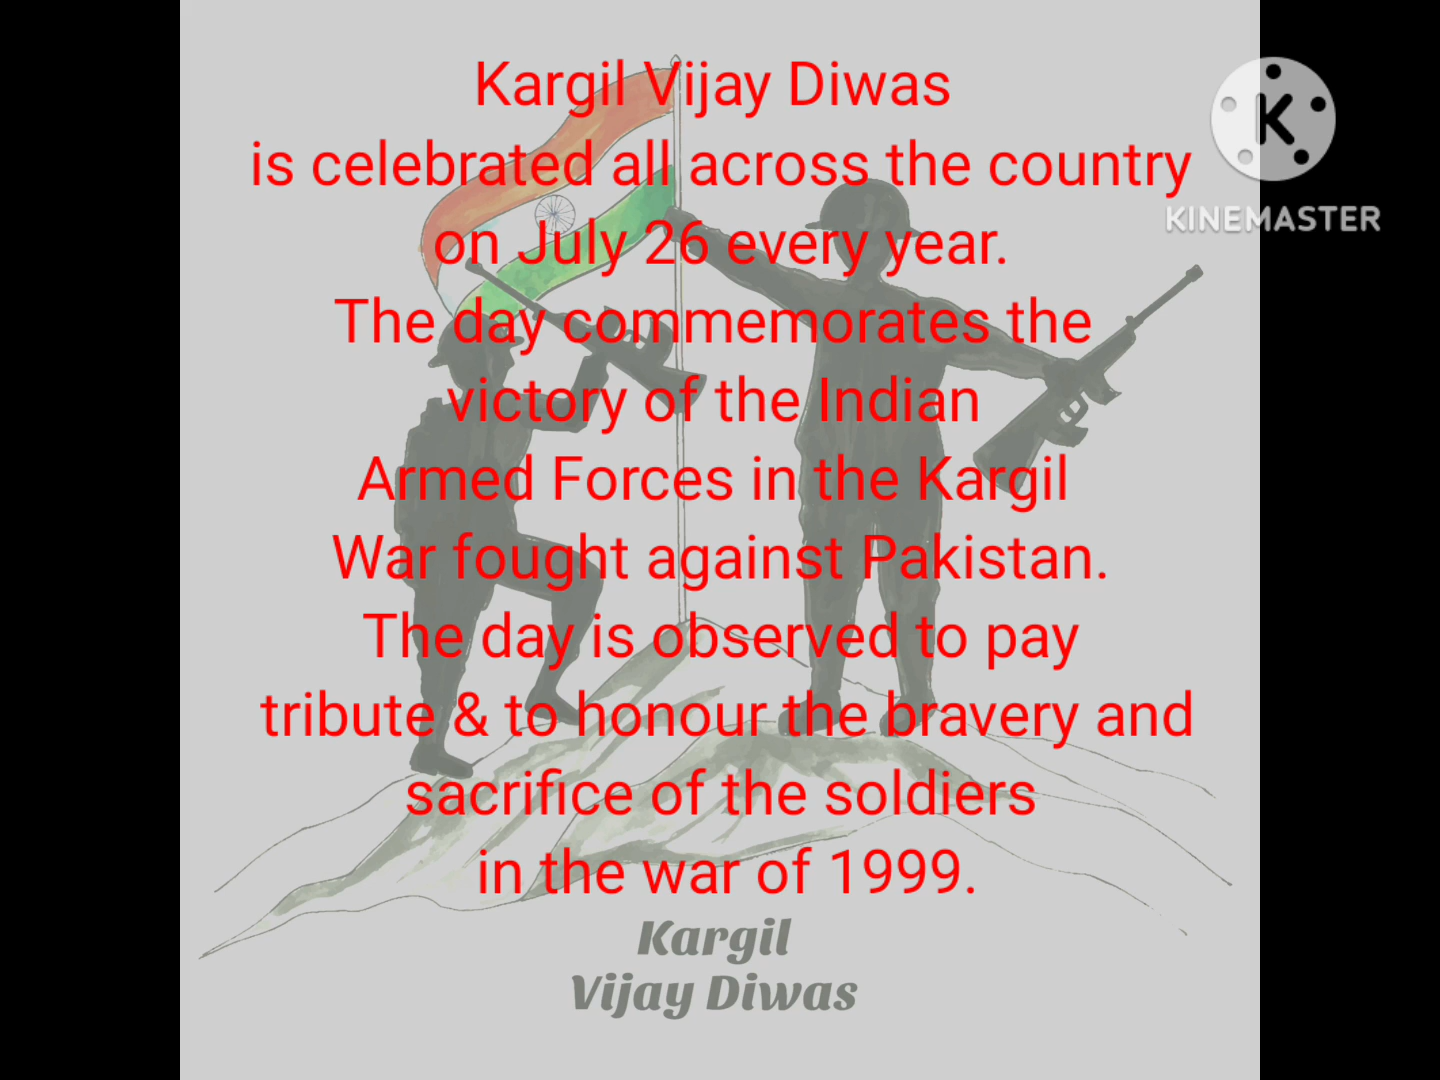 Kargil Vijay Diwas
is celebrated all across the country
on July 26 every year.
The day commemorates the
victory of the Indian
Armed Forces in the Kargil
War fought against Pakistan.
The day is observed to pay
tribute & to honour the bravery and
sacrifice of the soldiers
in the war of 1999.
Kargil
Vijay Diwas
K
KINEMASTER